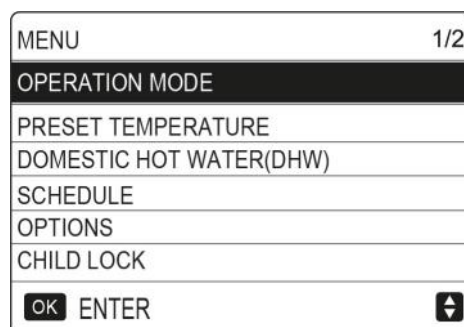 MENU 1/2
OPERATION MODE
PRESET TEMPERATURE
DOMESTIC HOT WATER(DHW)
SCHEDULE
OPTIONS
CHILD LOCK
OK ENTER